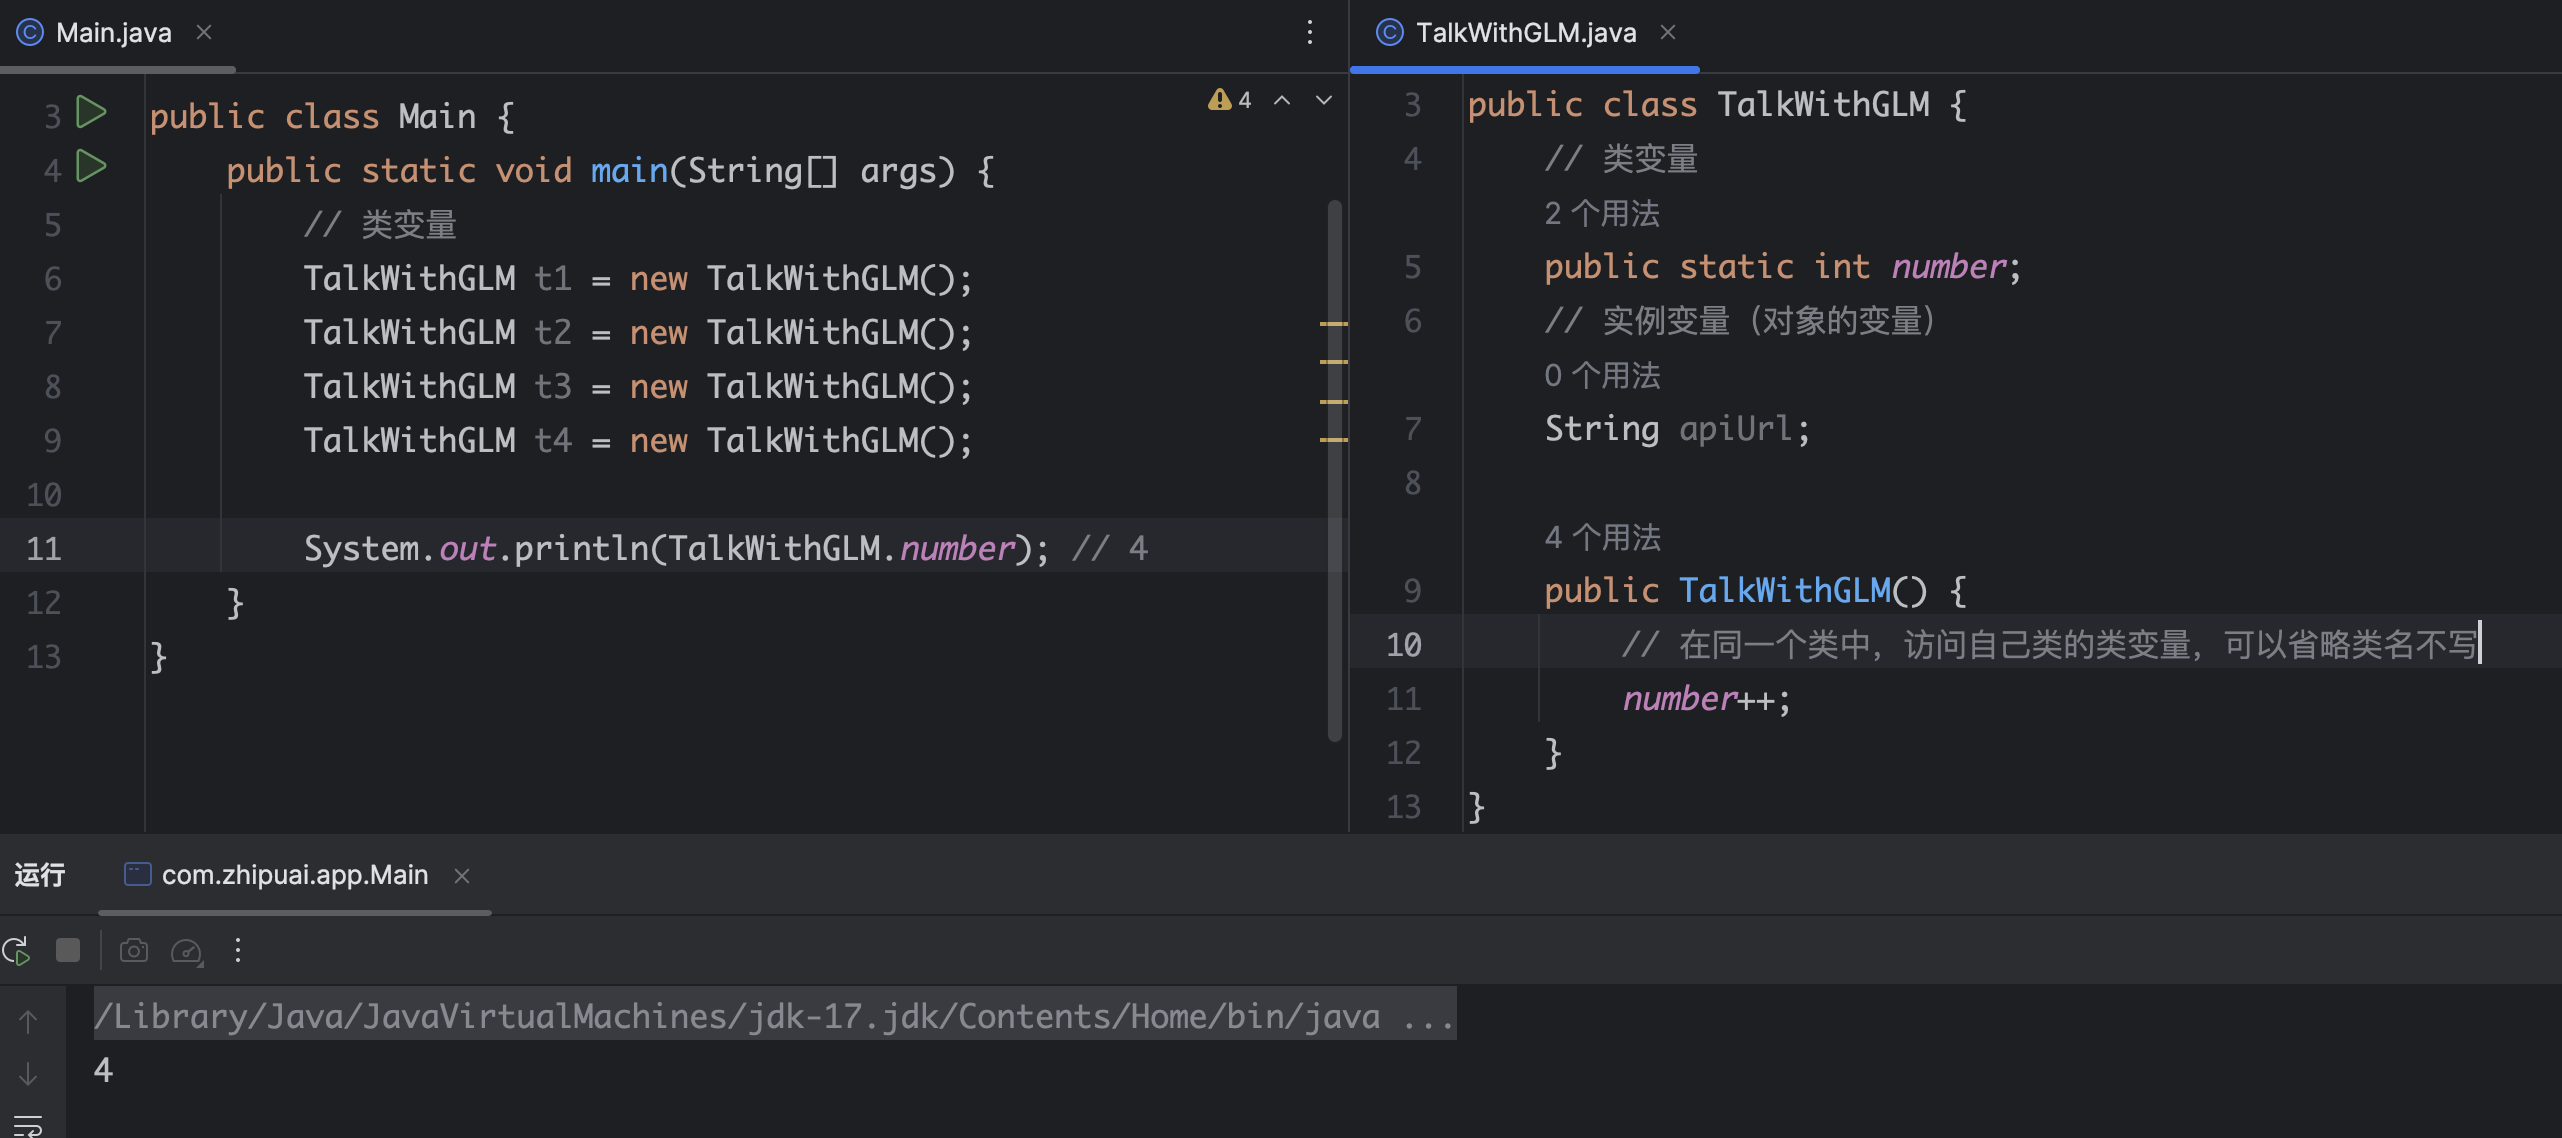 Main.java
3 public class Main {
4 public static void main(String[] args) {
5 // 类变量
6 TalkWithGLM t1 = new TalkWithGLM();
7 TalkWithGLM t2 = new TalkWithGLM();
8 TalkWithGLM t3 = new TalkWithGLM();
9 TalkWithGLM t4 = new TalkWithGLM();
10
11 System.out.println(TalkWithGLM.number); // 4
12 }
13 }
4
TalkWithGLM.java
3 public class TalkWithGLM {
4 // 类变量
2 个用法
5 public static int number;
6 // 实例变量（对象的变量）
0 个用法
7 String apiUrl;
8
4 个用法
9 public TalkWithGLM() {
10 // 在同一个类中，访问自己类的类变量，可以省略类名不写
11 number++;
12 }
13 }
运行 com.zhipuai.app.Main
/Library/Java/JavaVirtualMachines/jdk-17.jdk/Contents/Home/bin/java ...
4